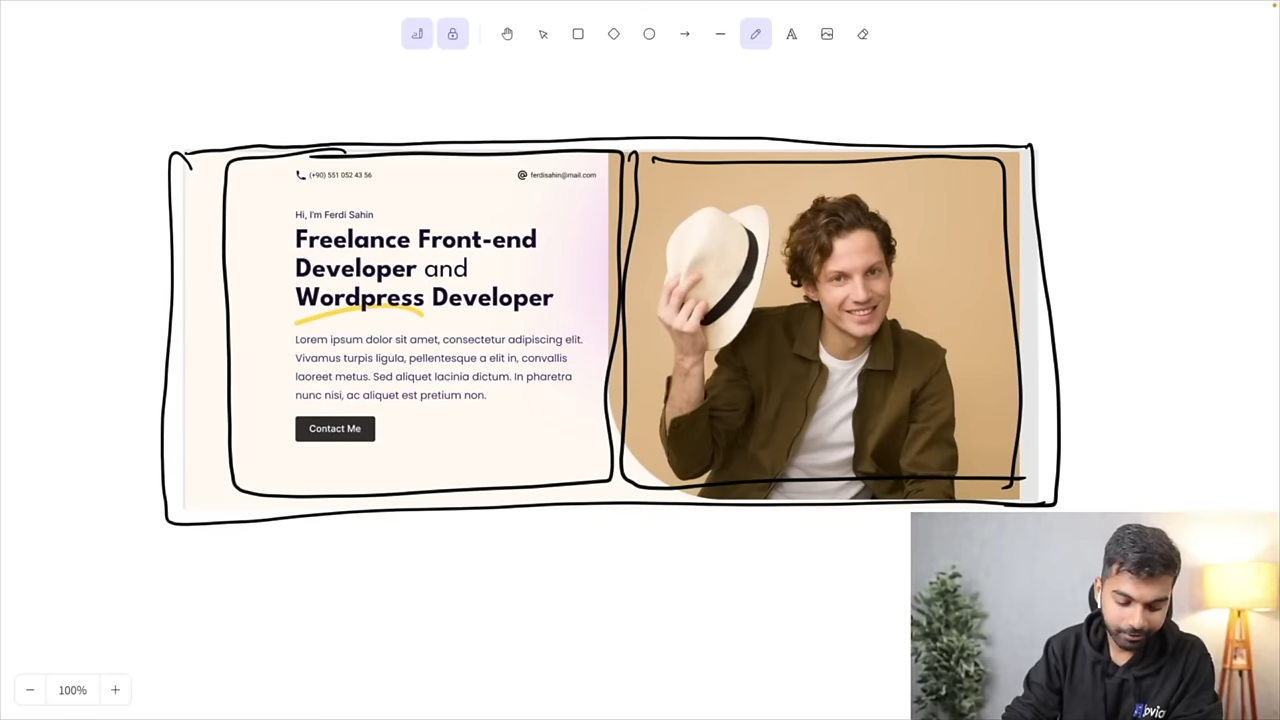 (+90) 551 052 43 56
ferdisahin@mail.com
Hi, I'm Ferdi Sahin
Freelance Front-end
Developer and
Wordpress Developer
Lorem ipsum dolor sit amet, consectetur adipiscing elit.
Vivamus turpis ligula, pellentesque a elit in, convallis
laoreet metus. Sed aliquet lacinia dictum. In pharetra
nunc nisi, ac aliquet est pretium non.
Contact Me
100%